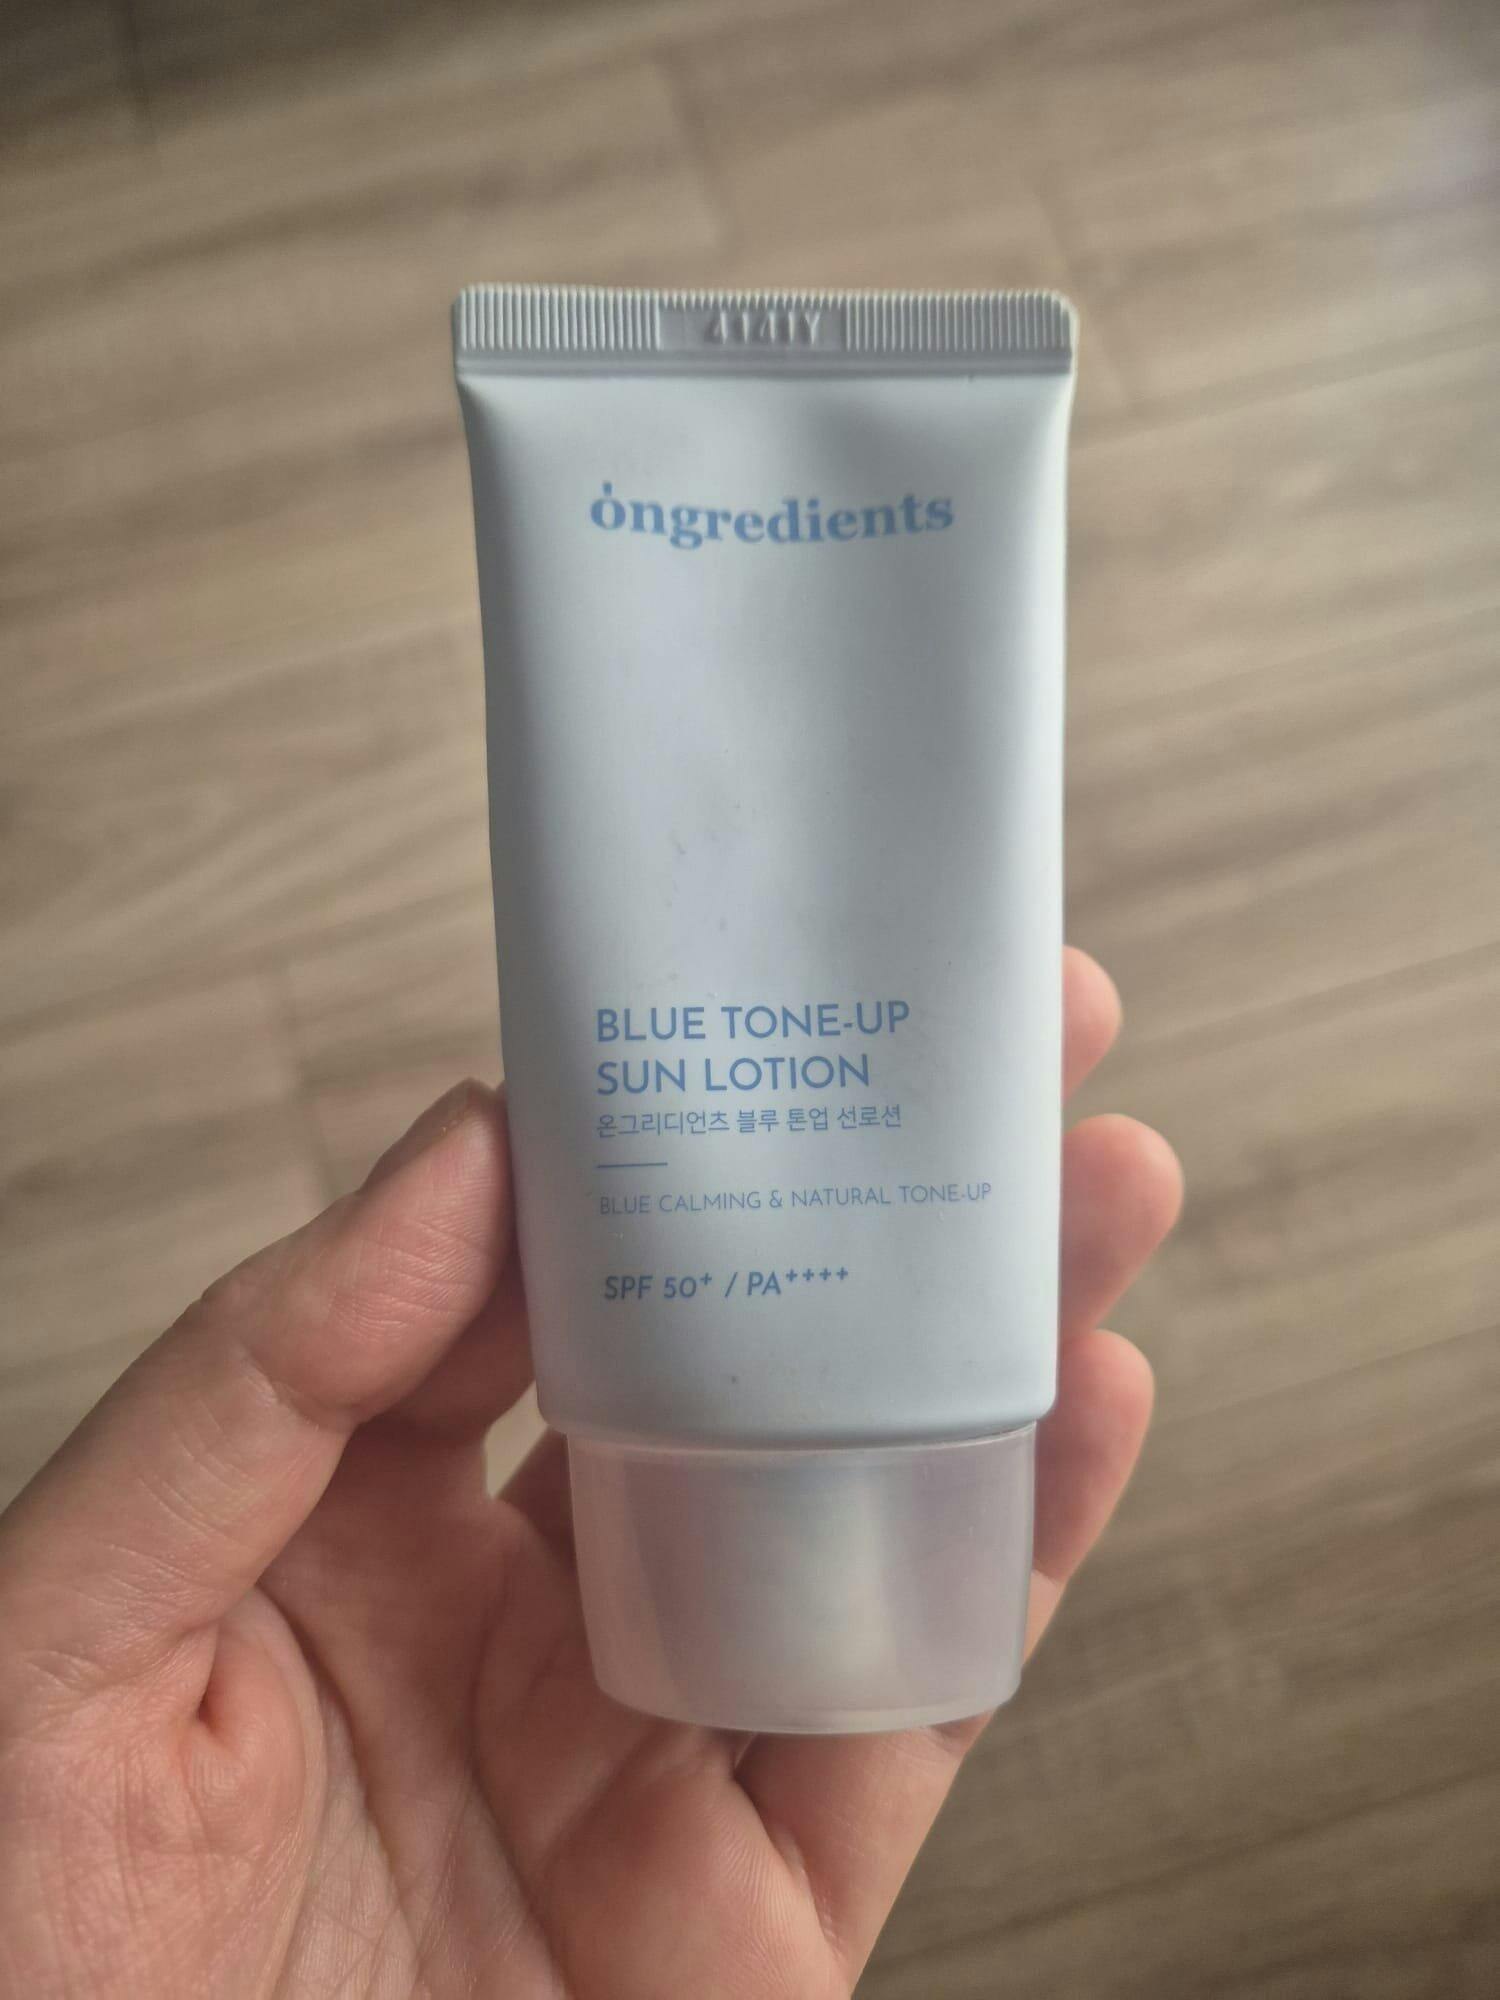 4141Y
ongredients
BLUE TONE-UP
SUN LOTION
온그리디언츠 블루 톤업 선로션
BLUE CALMING & NATURAL TONE-UP
SPF 50+ / PA++++